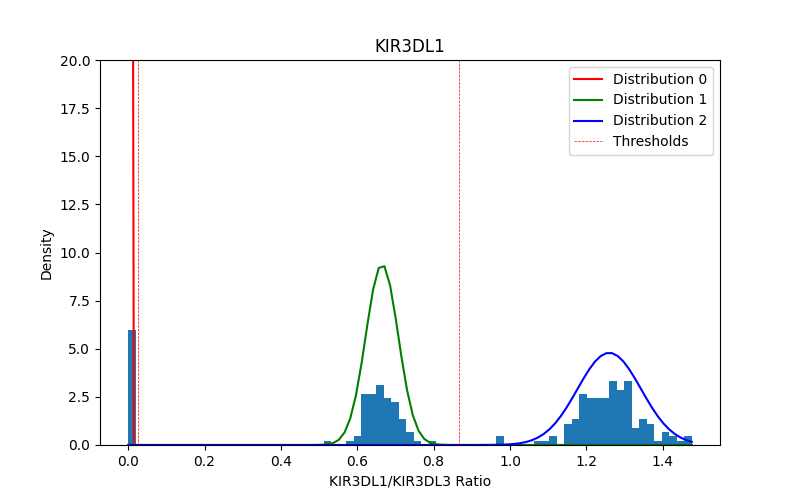 KIR3DL1
20.0
17.5
15.0
12.5
10.0
7.5
5.0
2.5
0.0
Density
Distribution 0
Distribution 1
Distribution 2
Thresholds
0.0 0.2 0.4 0.6 0.8 1.0 1.2 1.4
KIR3DL1/KIR3DL3 Ratio